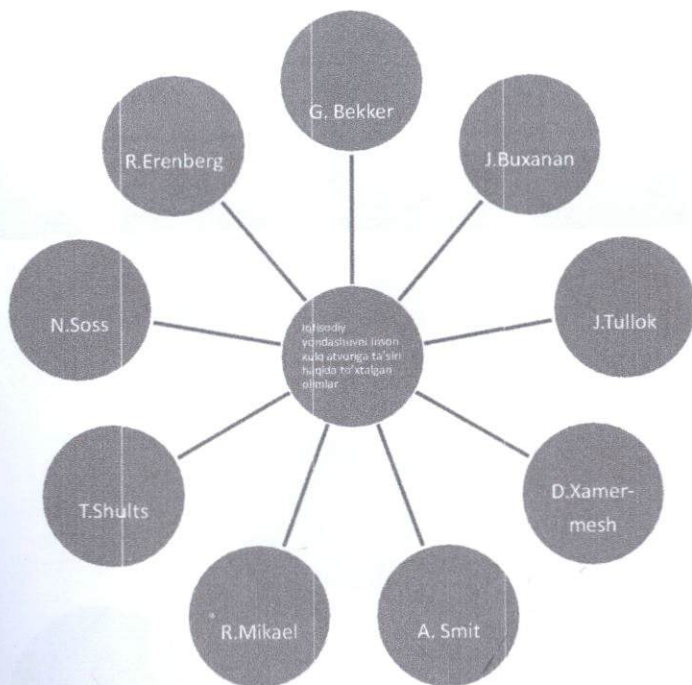 G. Bekker
J.Buxanan
J.Tullok
D.Xamer-
mesh
A. Smit
R.Mikael
T.Shults
N.Soss
R.Erenberg
Iqtisodiy
yondashuvni inson
xulq atvoriga ta'siri
haqida to'xtalgan
olimlar